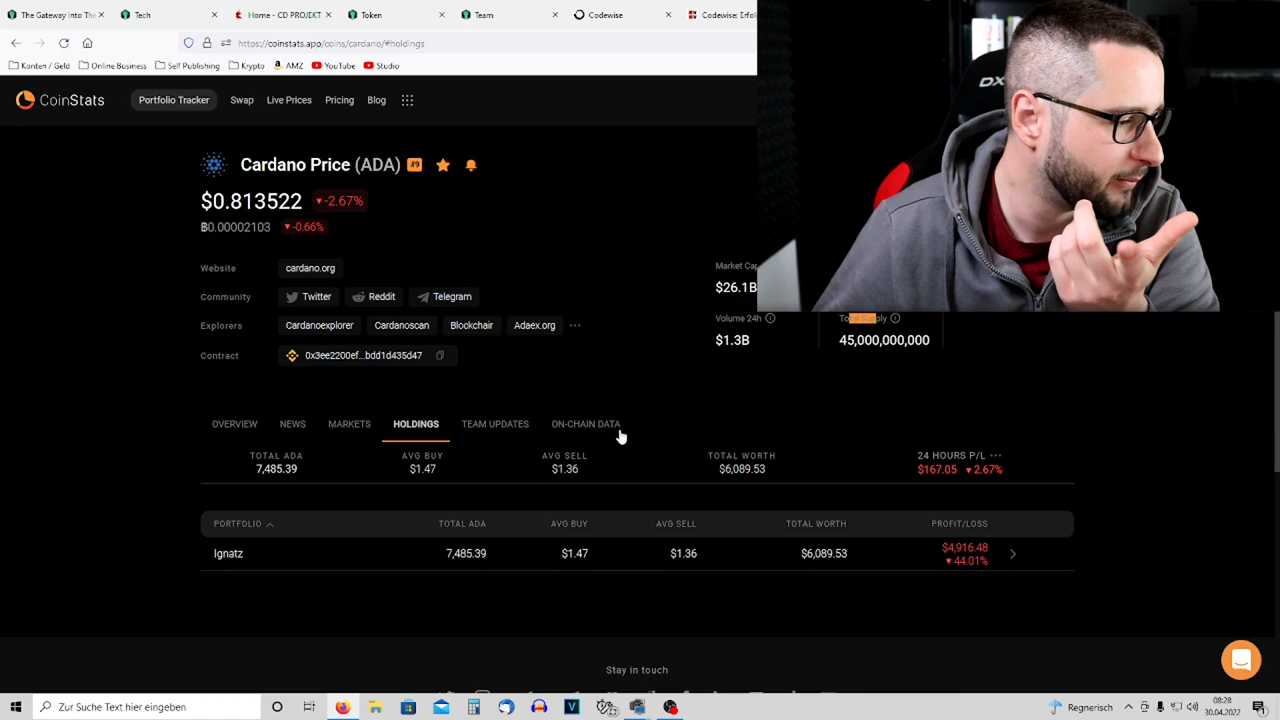 The Gateway Into The
Tech
Home - CD PROJEKT
Token
Team
Codewise
Codewise: Erfol
https://coinstats.app/coins/cardano/#holdings
Konten / Geld
Online Business
Self Publishing
Krypto
AMZ
YouTube
Studio
CoinStats
Portfolio Tracker
Swap
Live Prices
Pricing
Blog
DX
Cardano Price (ADA)
#9
$0.813522
-2.67%
฿0.00002103
-0.66%
Website
cardano.org
Community
Twitter
Reddit
Telegram
Explorers
Cardanoexplorer
Cardanoscan
Blockchair
Adaex.org
Contract
0x3ee2200ef...bdd1d435d47
Market Cap
$26.1B
Volume 24h
$1.3B
Total Supply
45,000,000,000
OVERVIEW
NEWS
MARKETS
HOLDINGS
TEAM UPDATES
ON-CHAIN DATA
TOTAL ADA
7,485.39
AVG BUY
$1.47
AVG SELL
$1.36
TOTAL WORTH
$6,089.53
24 HOURS P/L
$167.05 2.67%
PORTFOLIO
TOTAL ADA
AVG BUY
AVG SELL
TOTAL WORTH
PROFIT/LOSS
Ignatz
7,485.39
$1.47
$1.36
$6,089.53
$4,916.48
44.01%
Stay in touch
Zur Suche Text hier eingeben
Regnerisch
08:28
30.04.2022